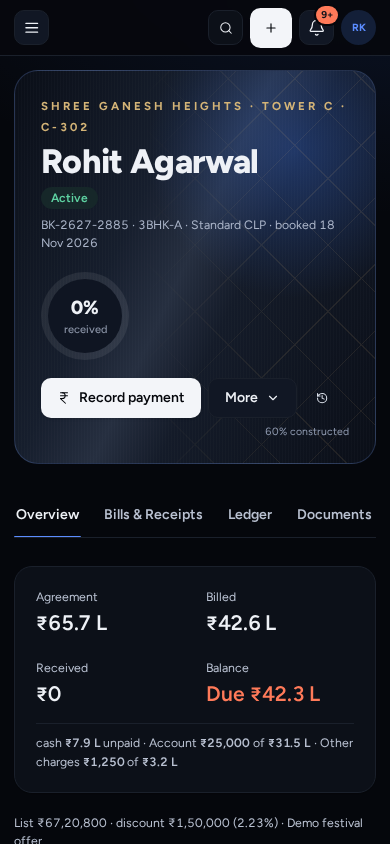 9+
RK
SHREE GANESH HEIGHTS · TOWER C ·
C-302
Rohit Agarwal
Active
BK-2627-2885 · 3BHK-A · Standard CLP · booked 18
Nov 2026
0%
received
₹ Record payment
More
60% constructed
Overview Bills & Receipts Ledger Documents
Agreement Billed
₹65.7 L ₹42.6 L
Received Balance
₹0 Due ₹42.3 L
cash ₹7.9 L unpaid · Account ₹25,000 of ₹31.5 L · Other
charges ₹1,250 of ₹3.2 L
List ₹67,20,800 · discount ₹1,50,000 (2.23%) · Demo festival
offer